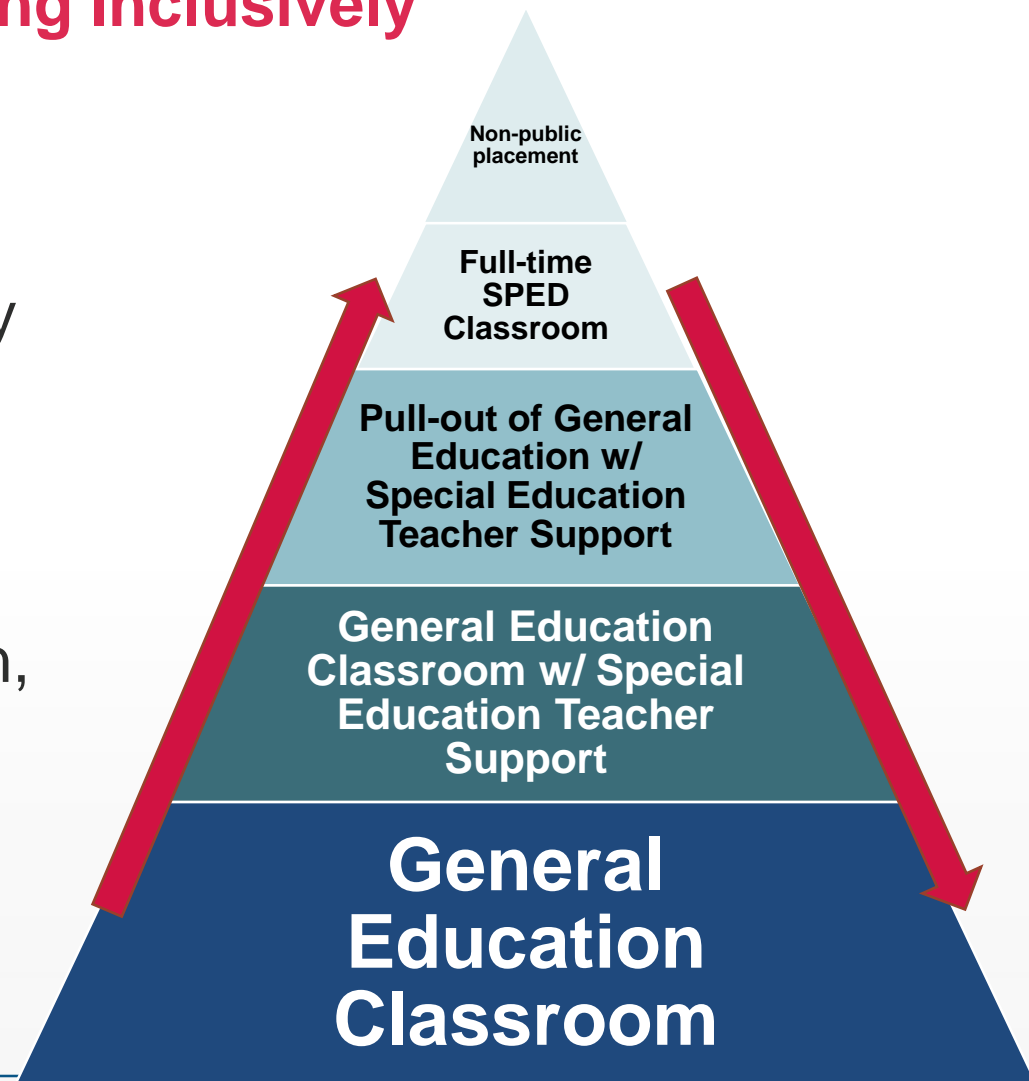 ng Inclusively
Non-public
placement
Full-time
SPED
Classroom
y
Pull-out of General
Education w/
Special Education
Teacher Support
General Education
Classroom w/ Special
Education Teacher
Support
n,
General
Education
Classroom